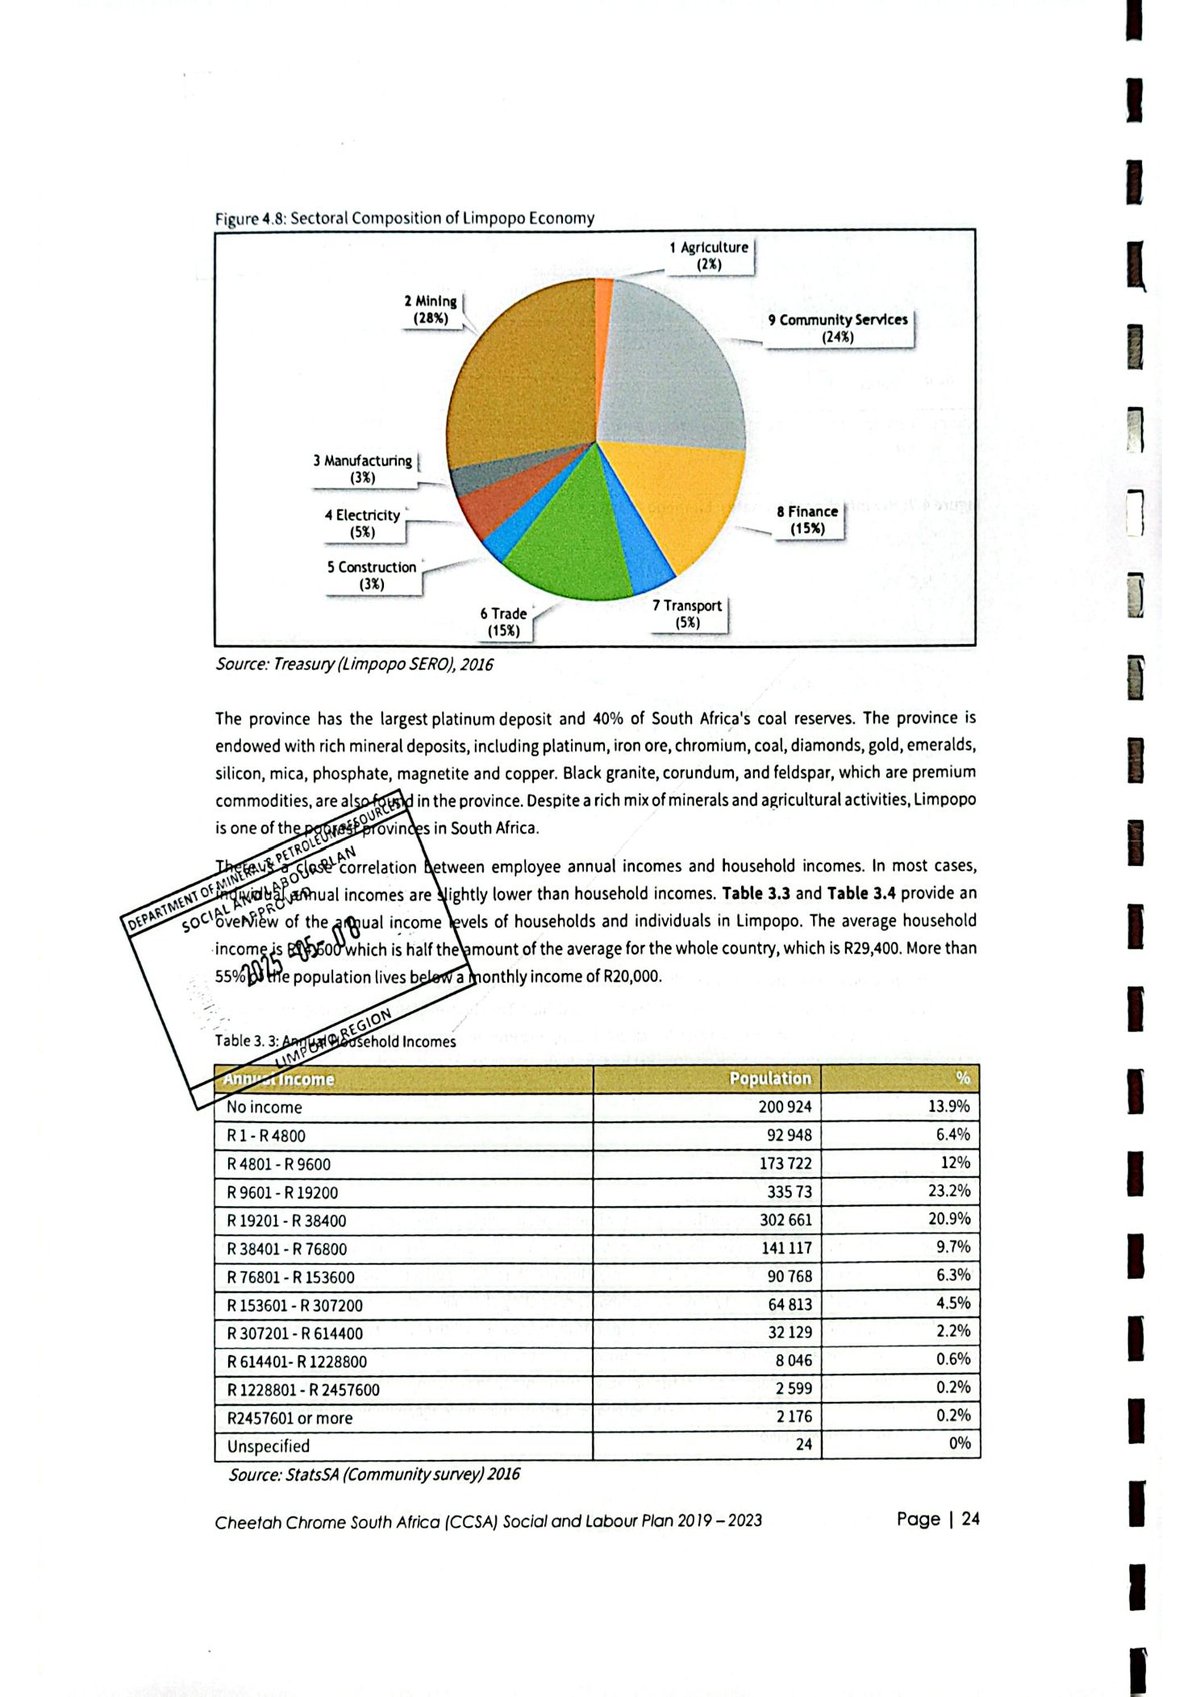 Figure 4.8: Sectoral Composition of Limpopo Economy
1 Agriculture
(2%)
2 Mining
(28%)
9 Community Services
(24%)
3 Manufacturing
(3%)
4 Electricity
(5%)
8 Finance
(15%)
5 Construction
(3%)
6 Trade
(15%)
7 Transport
(5%)
Source: Treasury (Limpopo SERO), 2016
The province has the largest platinum deposit and 40% of South Africa's coal reserves. The province is
endowed with rich mineral deposits, including platinum, iron ore, chromium, coal, diamonds, gold, emeralds,
silicon, mica, phosphate, magnetite and copper. Black granite, corundum, and feldspar, which are premium
commodities, are also found in the province. Despite a rich mix of minerals and agricultural activities, Limpopo
is one of the poorest provinces in South Africa.
There is a close correlation between employee annual incomes and household incomes. In most cases,
individual annual incomes are slightly lower than household incomes. Table 3.3 and Table 3.4 provide an
overview of the annual income levels of households and individuals in Limpopo. The average household
income is which is half the amount of the average for the whole country, which is R29,400. More than
55% of the population lives below a monthly income of R20,000.
DEPARTMENT OF MINERAL & PETROLEUM RESOURCES
SOCIAL AND LABOUR PLAN
APPROVED
2025 -05- 08
LIMPOPO REGION
Table 3. 3: Annual Household Incomes
Annual Income Population %
No income 200 924 13.9%
R 1 - R 4800 92 948 6.4%
R 4801 - R 9600 173 722 12%
R 9601 - R 19200 335 73 23.2%
R 19201 - R 38400 302 661 20.9%
R 38401 - R 76800 141 117 9.7%
R 76801 - R 153600 90 768 6.3%
R 153601 - R 307200 64 813 4.5%
R 307201 - R 614400 32 129 2.2%
R 614401- R 1228800 8 046 0.6%
R 1228801 - R 2457600 2 599 0.2%
R2457601 or more 2 176 0.2%
Unspecified 24 0%
Source: StatsSA (Community survey) 2016
Cheetah Chrome South Africa (CCSA) Social and Labour Plan 2019 – 2023 Page | 24